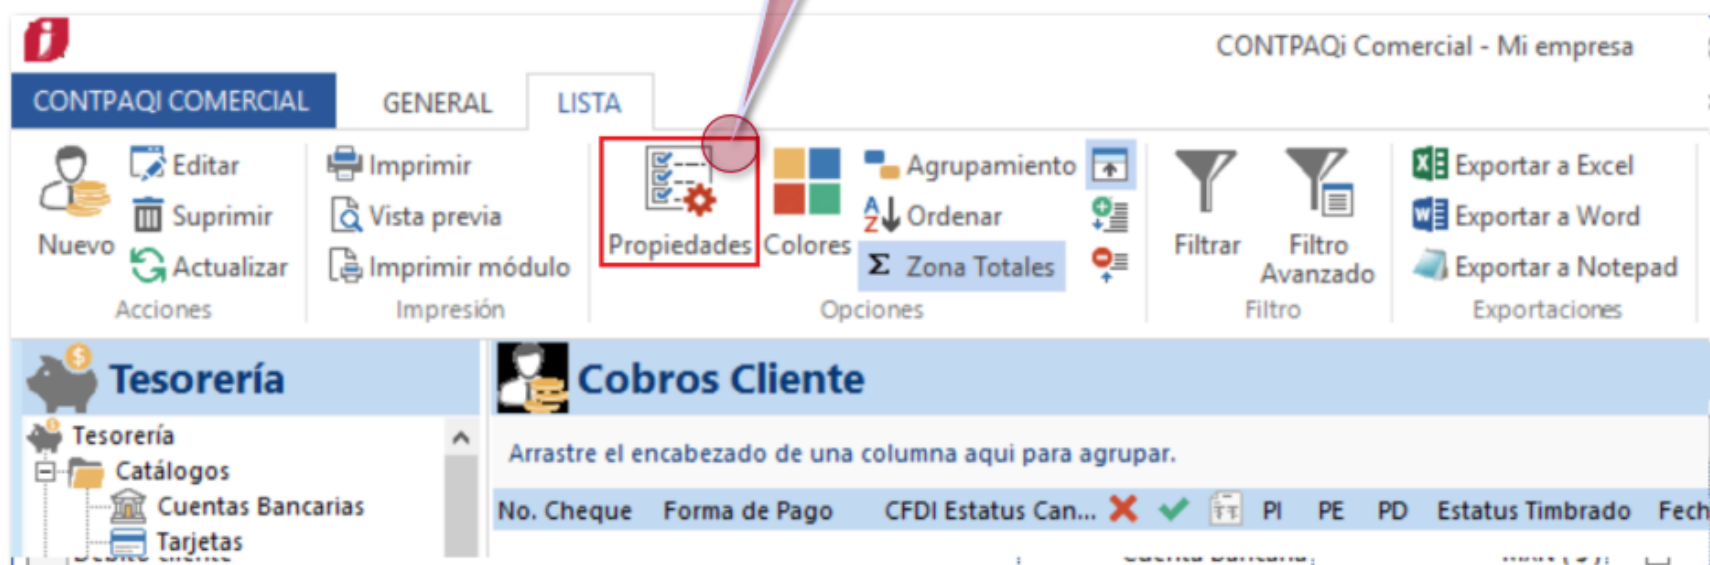 CONTPAQi Comercial - Mi empresa
CONTPAQI COMERCIAL GENERAL LISTA
Nuevo
Editar
Suprimir
Actualizar
Acciones
Imprimir
Vista previa
Imprimir módulo
Impresión
Propiedades
Colores
Agrupamiento
Ordenar
Zona Totales
Opciones
Filtrar
Filtro
Avanzado
Filtro
Exportar a Excel
Exportar a Word
Exportar a Notepad
Exportaciones
Tesorería
Tesorería
Catálogos
Cuentas Bancarias
Tarjetas
Cobros Cliente
Arrastre el encabezado de una columna aqui para agrupar.
No. Cheque Forma de Pago CFDI Estatus Can... PI PE PD Estatus Timbrado Fech